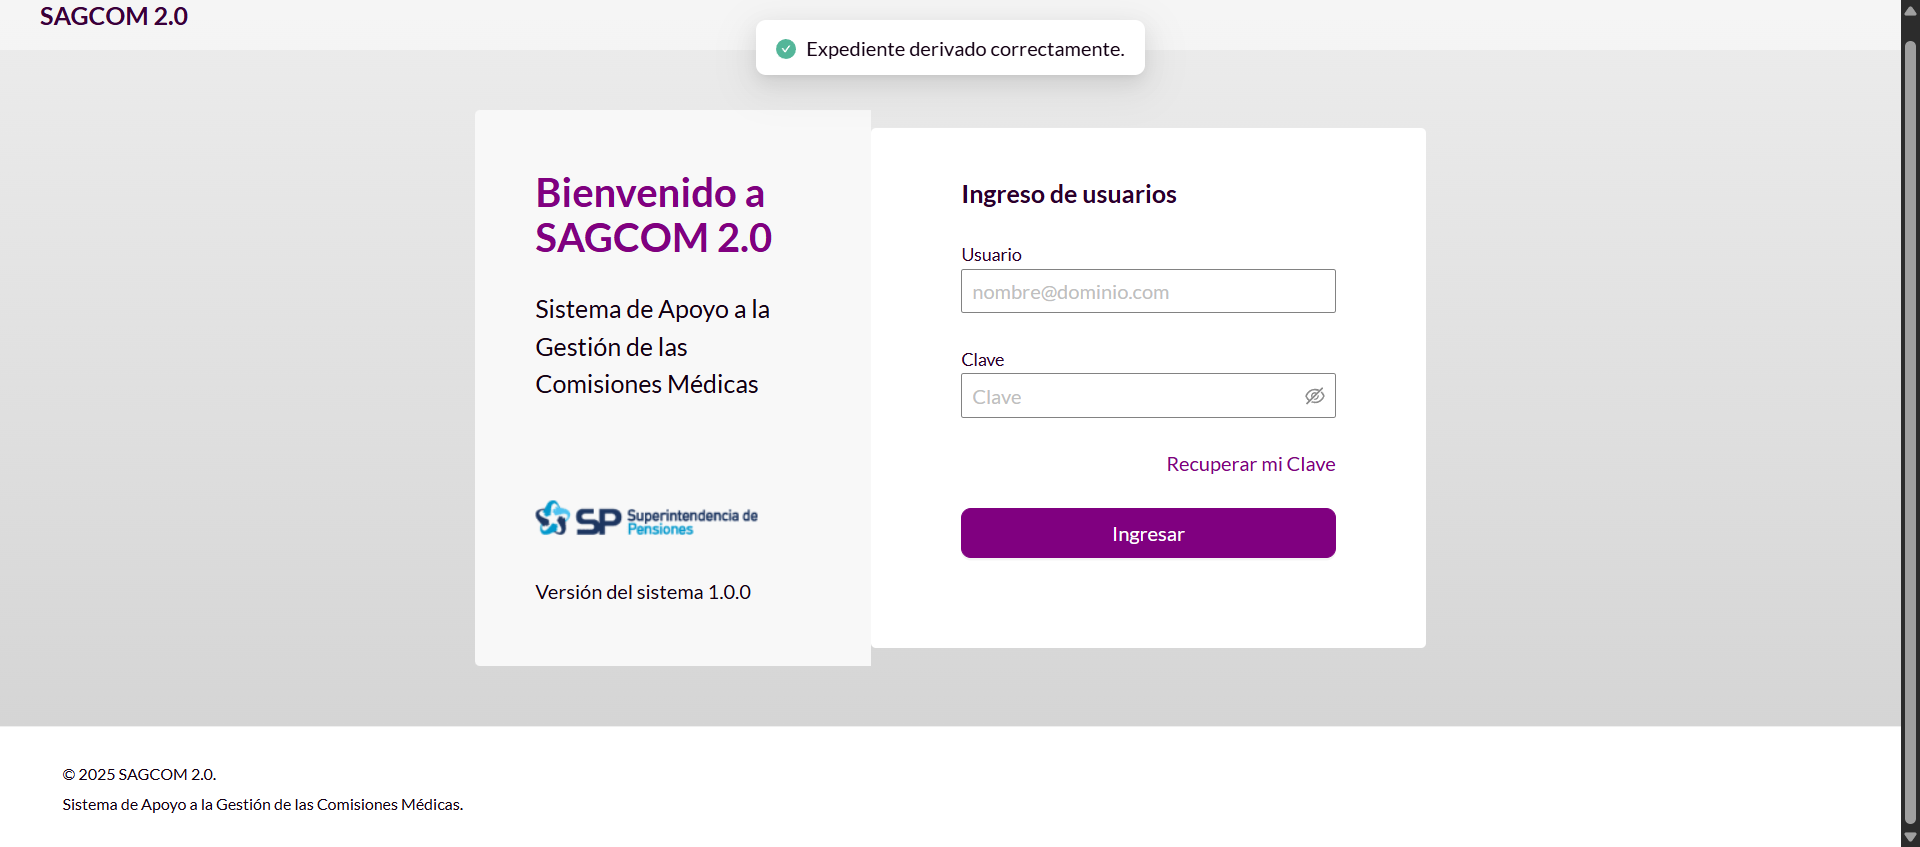 SAGCOM 2.0
Expediente derivado correctamente.
Bienvenido a
SAGCOM 2.0
Sistema de Apoyo a la
Gestión de las
Comisiones Médicas
SP Superintendencia de
Pensiones
Versión del sistema 1.0.0
Ingreso de usuarios
Usuario
nombre@dominio.com
Clave
Clave
Recuperar mi Clave
Ingresar
© 2025 SAGCOM 2.0.
Sistema de Apoyo a la Gestión de las Comisiones Médicas.